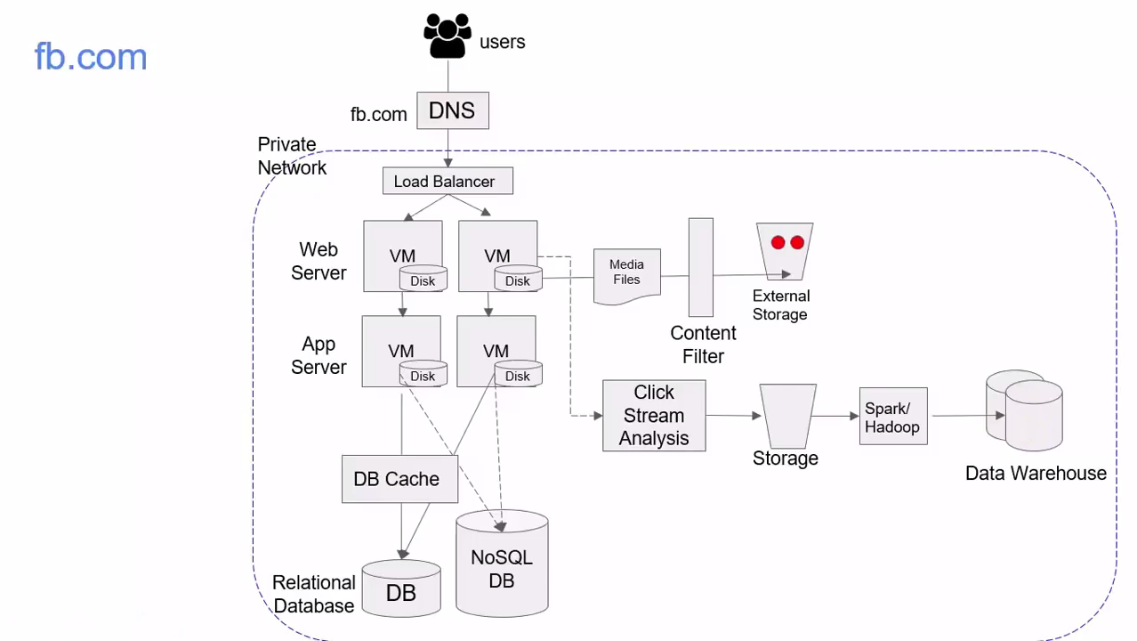 fb.com
users
fb.com
DNS
Private
Network
Load Balancer
Web
Server
VM
Disk
VM
Disk
Media
Files
Content
Filter
External
Storage
App
Server
VM
Disk
VM
Disk
Click
Stream
Analysis
Storage
Spark/
Hadoop
Data Warehouse
DB Cache
Relational
Database
DB
NoSQL
DB